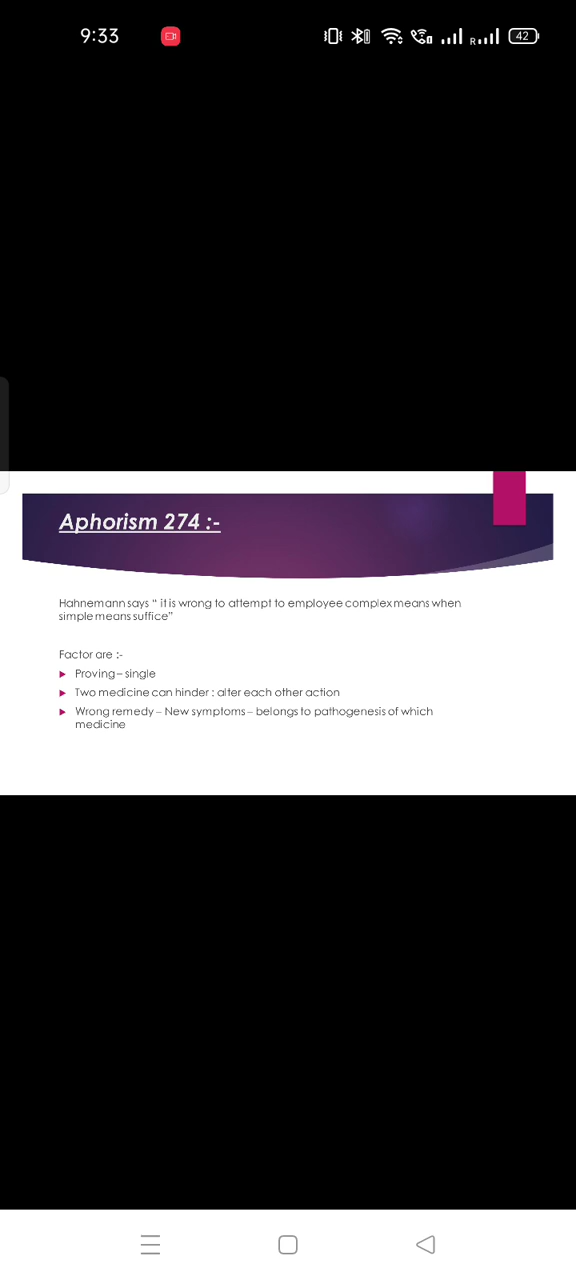 9:33
R
42
Aphorism 274 :-
Hahnemann says “ it is wrong to attempt to employee complex means when
simple means suffice”
Factor are :-
Proving – single
Two medicine can hinder : alter each other action
Wrong remedy – New symptoms – belongs to pathogenesis of which
medicine